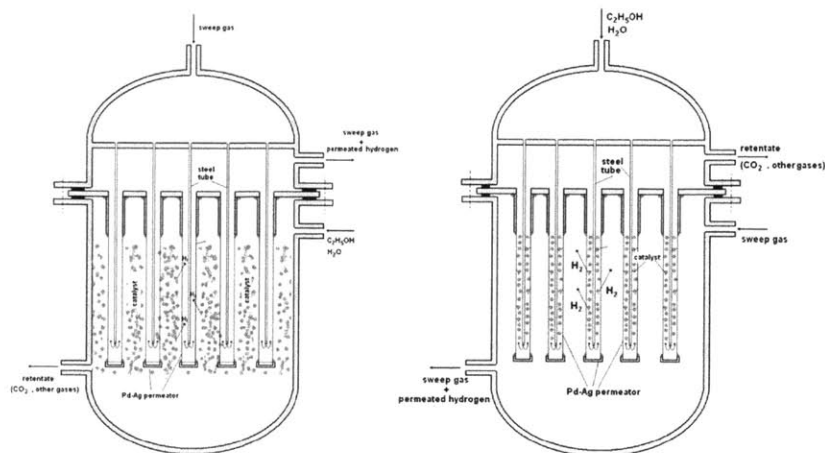 sweep gas
sweep gas
+
permeated hydrogen
steel
tube
C2H5OH
H2O
H2
H2
H2
catalyst
catalyst
retentate
(CO2 , other gases)
Pd-Ag permeator
C2H5OH
H2O
retentate
(CO2 , other gases)
steel
tube
sweep gas
catalyst
H2
H2
H2
sweep gas
+
permeated hydrogen
Pd-Ag permeator